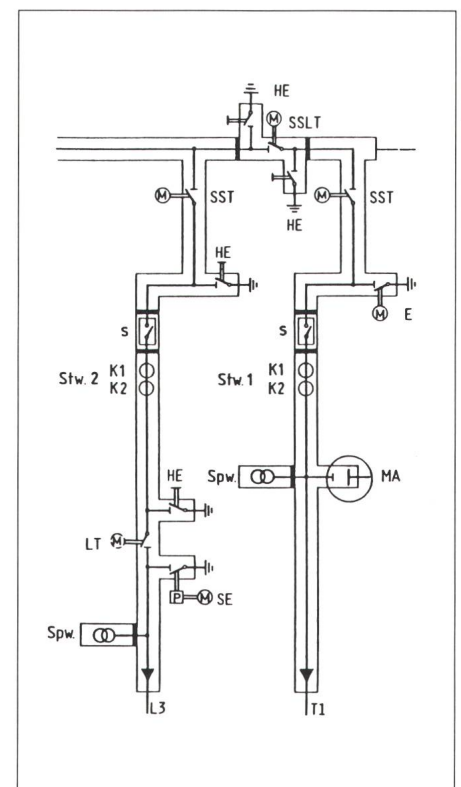 HE
M
SSLT
M SST
HE
M SST
HE
M E
S
S
Stw. 2 K1
K2
Stw. 1 K1
K2
Spw.
MA
HE
LT M
P M SE
Spw.
L3
T1